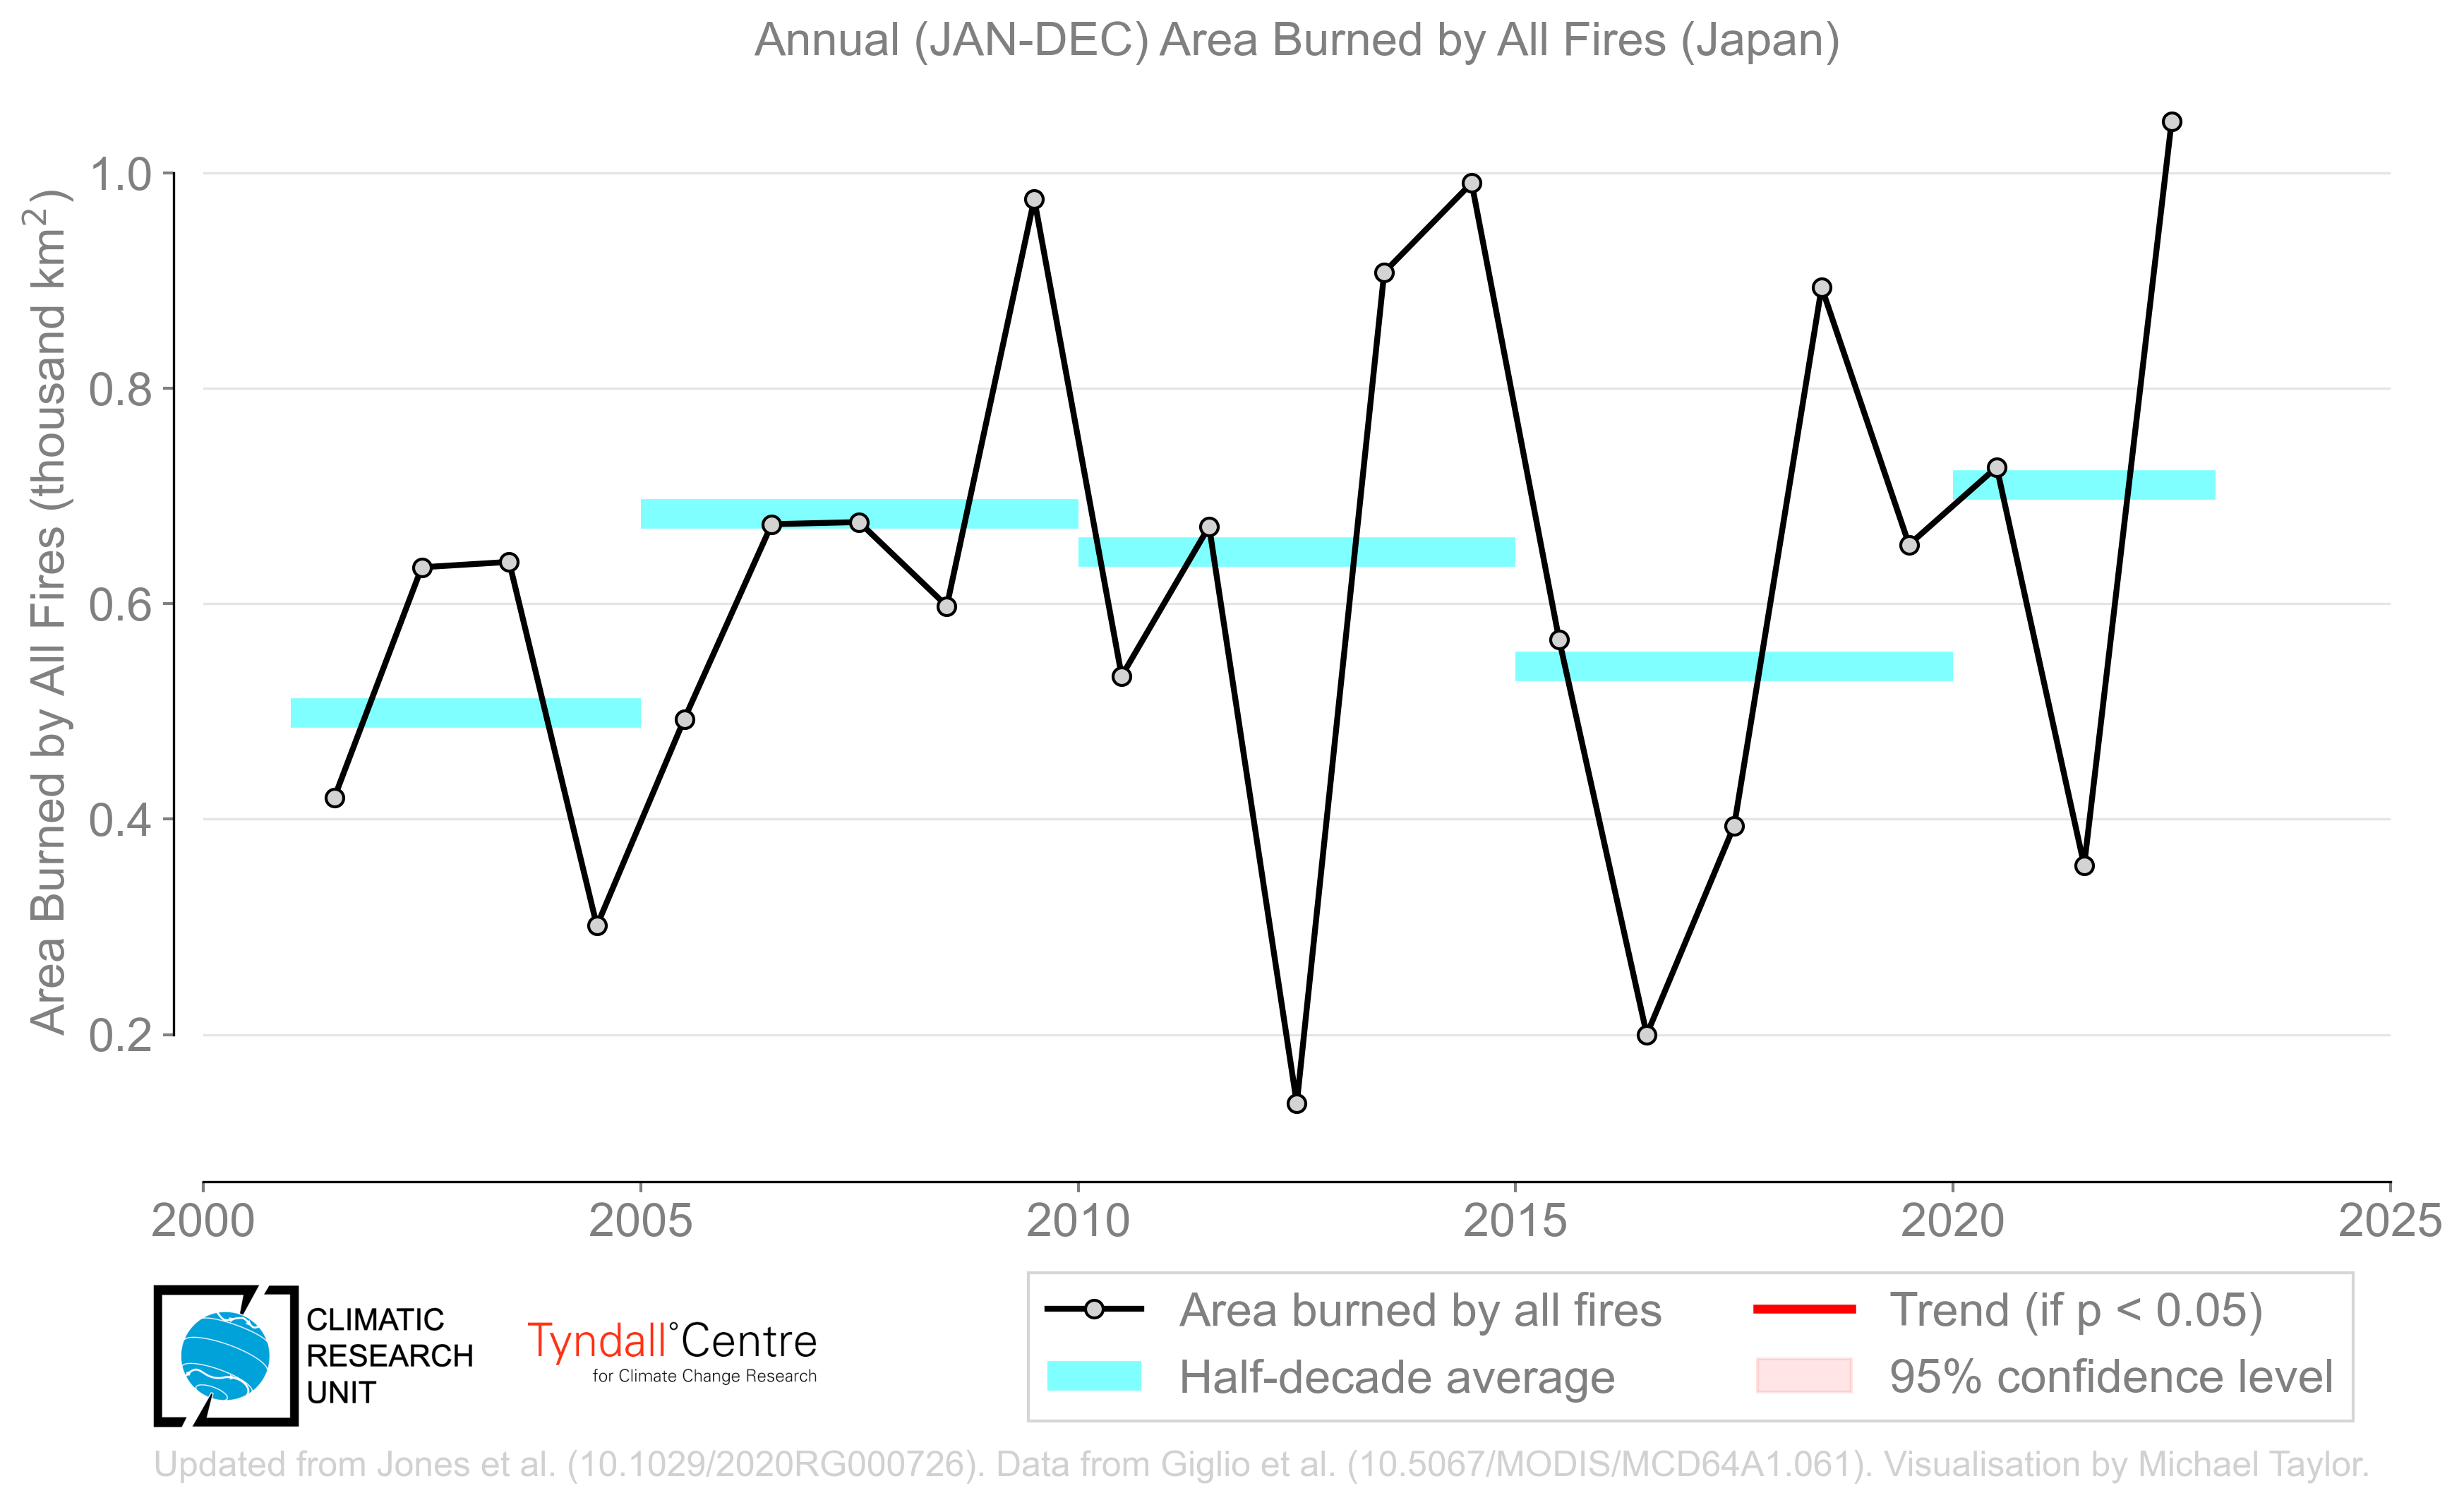 Annual (JAN-DEC) Area Burned by All Fires (Japan)
Area Burned by All Fires (thousand km²)
1.0
0.8
0.6
0.4
0.2
2000 2005 2010 2015 2020 2025
CLIMATIC
RESEARCH
UNIT
Tyndall°Centre
for Climate Change Research
Area burned by all fires
Half-decade average
Trend (if p < 0.05)
95% confidence level
Updated from Jones et al. (10.1029/2020RG000726). Data from Giglio et al. (10.5067/MODIS/MCD64A1.061). Visualisation by Michael Taylor.